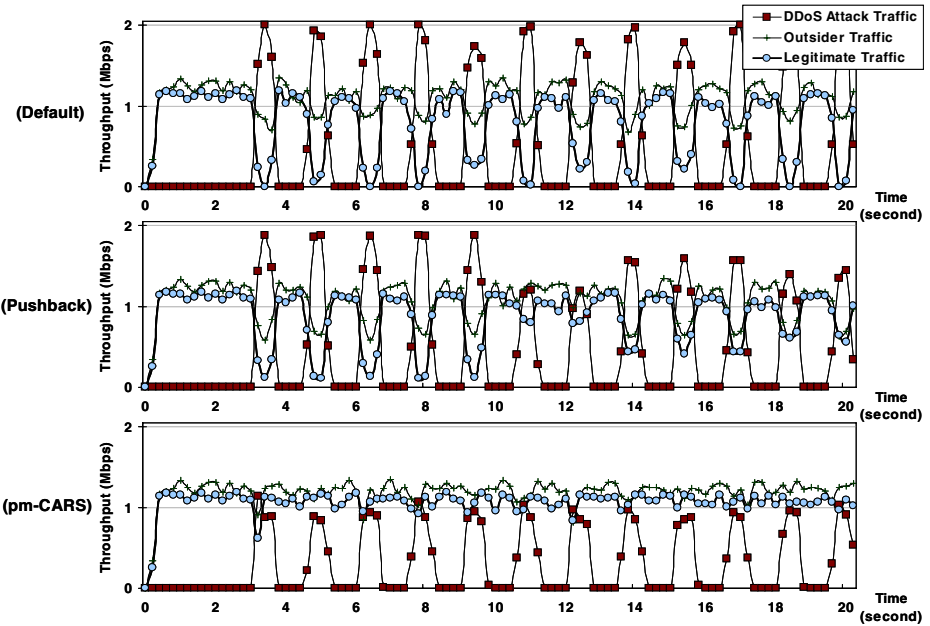 DDoS Attack Traffic
Outsider Traffic
Legitimate Traffic
(Default)
Throughput (Mbps)
2
1
0
0 2 4 6 8 10 12 14 16 18 20
Time
(second)
(Pushback)
Throughput (Mbps)
2
1
0
0 2 4 6 8 10 12 14 16 18 20
Time
(second)
(pm-CARS)
Throughput (Mbps)
2
1
0
0 2 4 6 8 10 12 14 16 18 20
Time
(second)